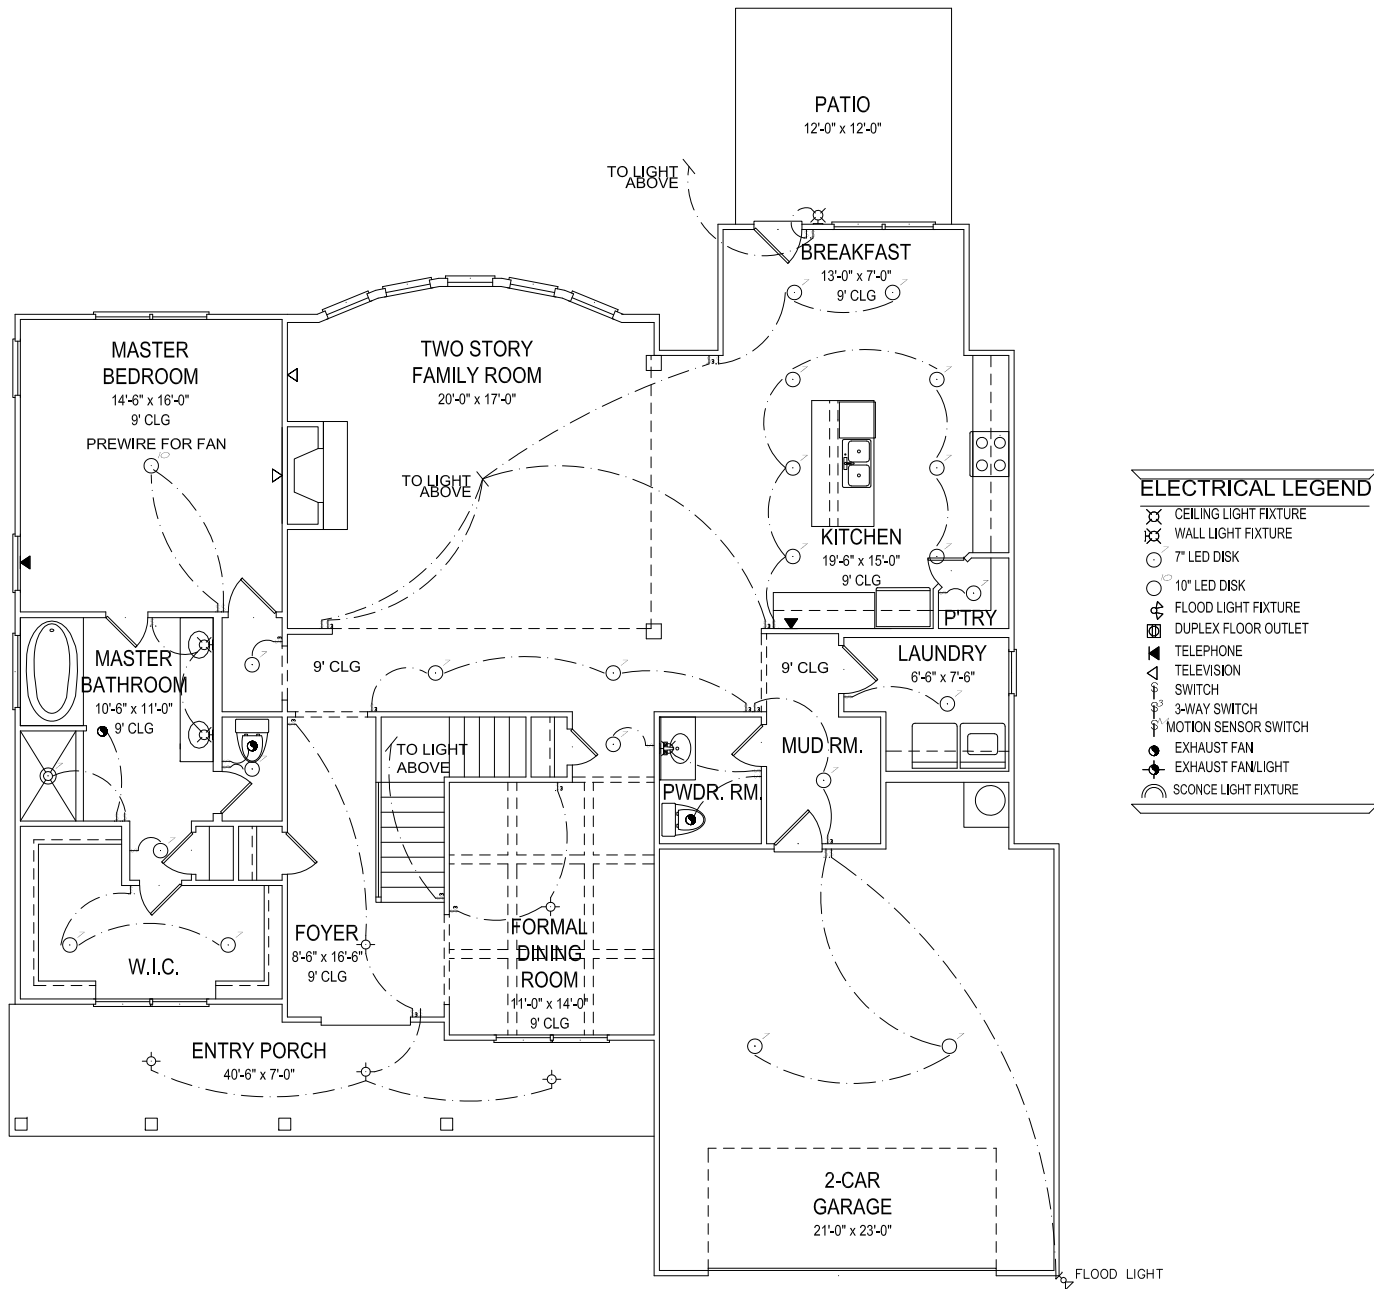 PATIO
12'-0" x 12'-0"
TO LIGHT
ABOVE
BREAKFAST
13'-0" x 7'-0"
9' CLG
MASTER
BEDROOM
14'-6" x 16'-0"
9' CLG
PREWIRE FOR FAN
TWO STORY
FAMILY ROOM
20'-0" x 17'-0"
TO LIGHT
ABOVE
KITCHEN
19'-6" x 15'-0"
9' CLG
P'TRY
MASTER
BATHROOM
10'-6" x 11'-0"
9' CLG
9' CLG
9' CLG
LAUNDRY
6'-6" x 7'-6"
TO LIGHT
ABOVE
MUD RM.
PWDR. RM.
W.I.C.
FOYER
8'-6" x 16'-6"
9' CLG
FORMAL
DINING
ROOM
11'-0" x 14'-0"
9' CLG
ENTRY PORCH
40'-6" x 7'-0"
2-CAR
GARAGE
21'-0" x 23'-0"
FLOOD LIGHT
ELECTRICAL LEGEND
CEILING LIGHT FIXTURE
WALL LIGHT FIXTURE
7" LED DISK
10" LED DISK
FLOOD LIGHT FIXTURE
DUPLEX FLOOR OUTLET
TELEPHONE
TELEVISION
SWITCH
3-WAY SWITCH
MOTION SENSOR SWITCH
EXHAUST FAN
EXHAUST FAN/LIGHT
SCONCE LIGHT FIXTURE